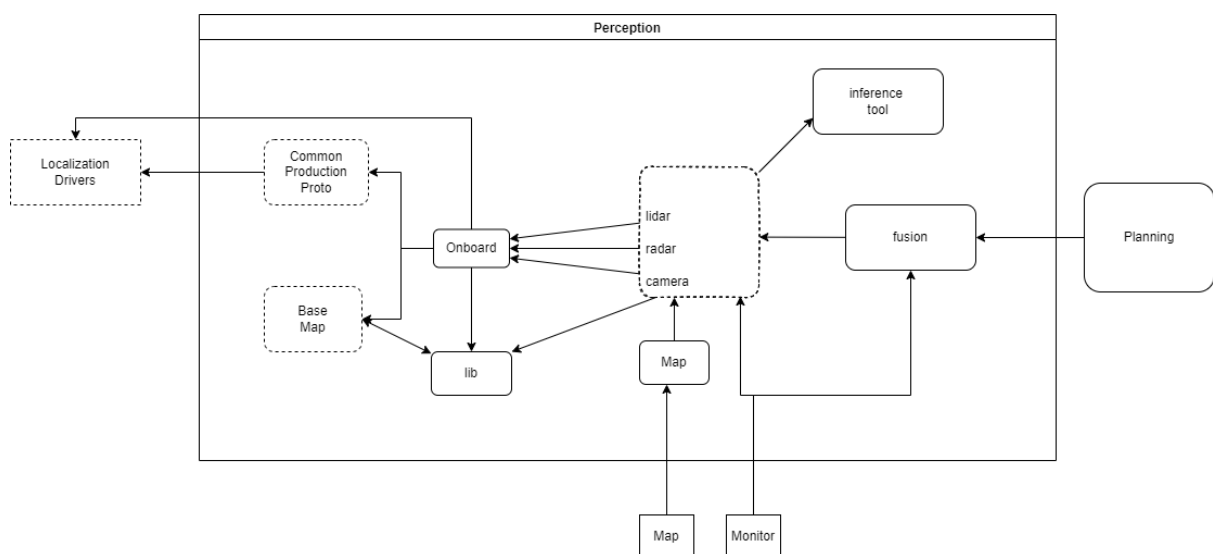 Perception
inference
tool
Localization
Drivers
Common
Production
Proto
lidar
Onboard
radar
fusion
Planning
camera
Base
Map
lib
Map
Map
Monitor